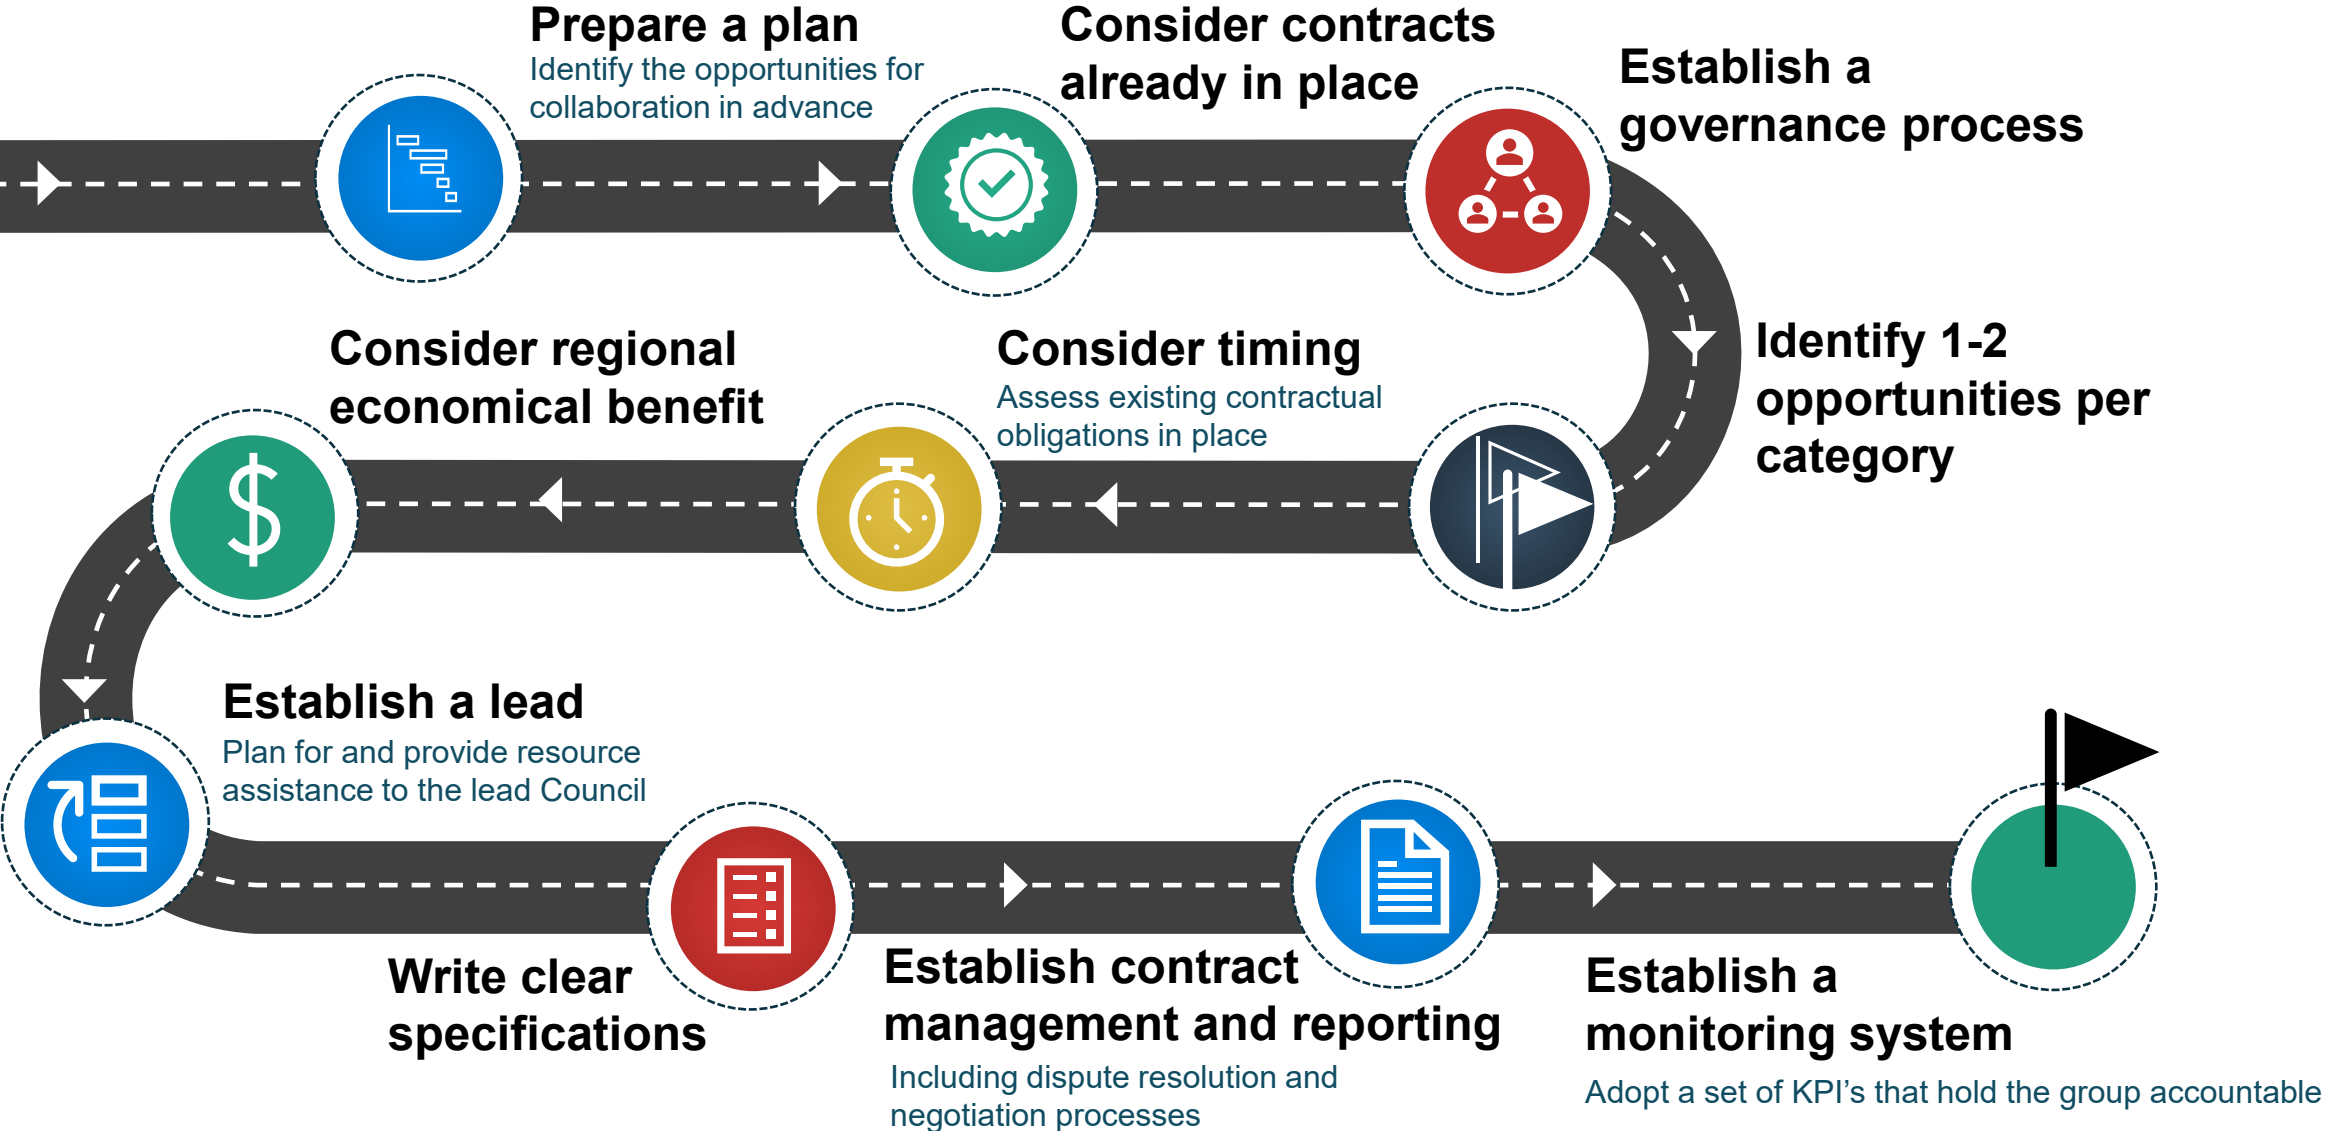 Prepare a plan
Identify the opportunities for
collaboration in advance
Consider contracts
already in place
Establish a
governance process
Identify 1-2
opportunities per
category
Consider timing
Assess existing contractual
obligations in place
Consider regional
economical benefit
Establish a lead
Plan for and provide resource
assistance to the lead Council
Write clear
specifications
Establish contract
management and reporting
Including dispute resolution and
negotiation processes
Establish a
monitoring system
Adopt a set of KPI’s that hold the group accountable